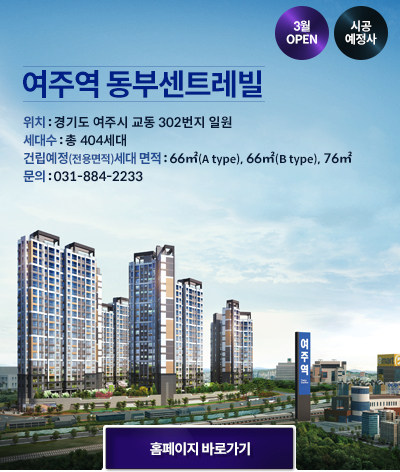 3월
OPEN
시공
예정사
여주역 동부센트레빌
위치 : 경기도 여주시 교동 302번지 일원
세대수 : 총 404세대
건립예정(전용면적)세대 면적 : 66㎡(A type), 66㎡(B type), 76㎡
문의 : 031-884-2233
여주역
홈페이지 바로가기